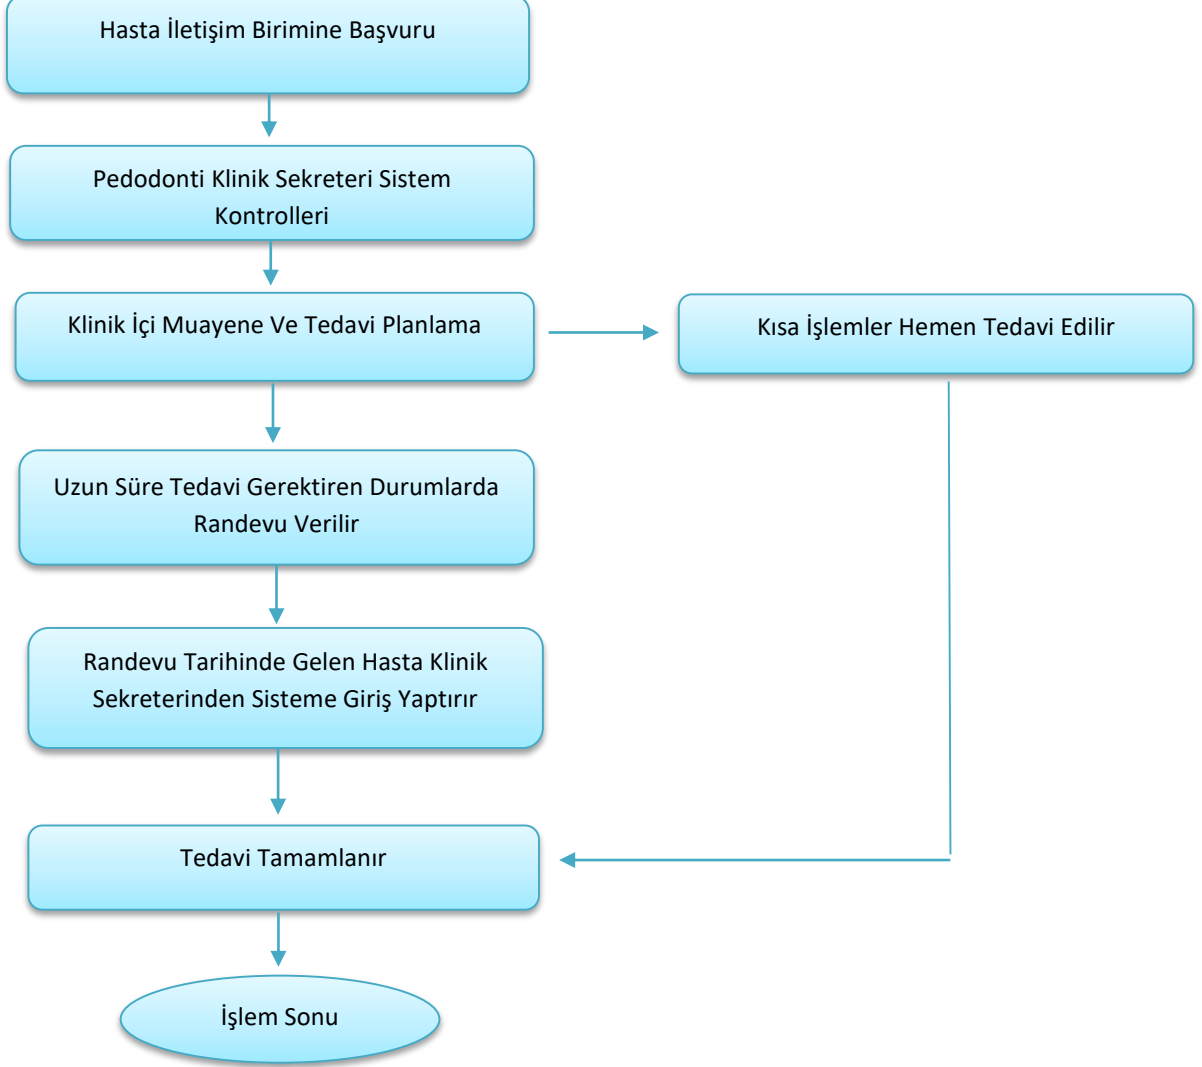 Hasta İletişim Birimine Başvuru
Pedodonti Klinik Sekreteri Sistem
Kontrolleri
Klinik İçi Muayene Ve Tedavi Planlama
Kısa İşlemler Hemen Tedavi Edilir
Uzun Süre Tedavi Gerektiren Durumlarda
Randevu Verilir
Randevu Tarihinde Gelen Hasta Klinik
Sekreterinden Sisteme Giriş Yaptırır
Tedavi Tamamlanır
İşlem Sonu